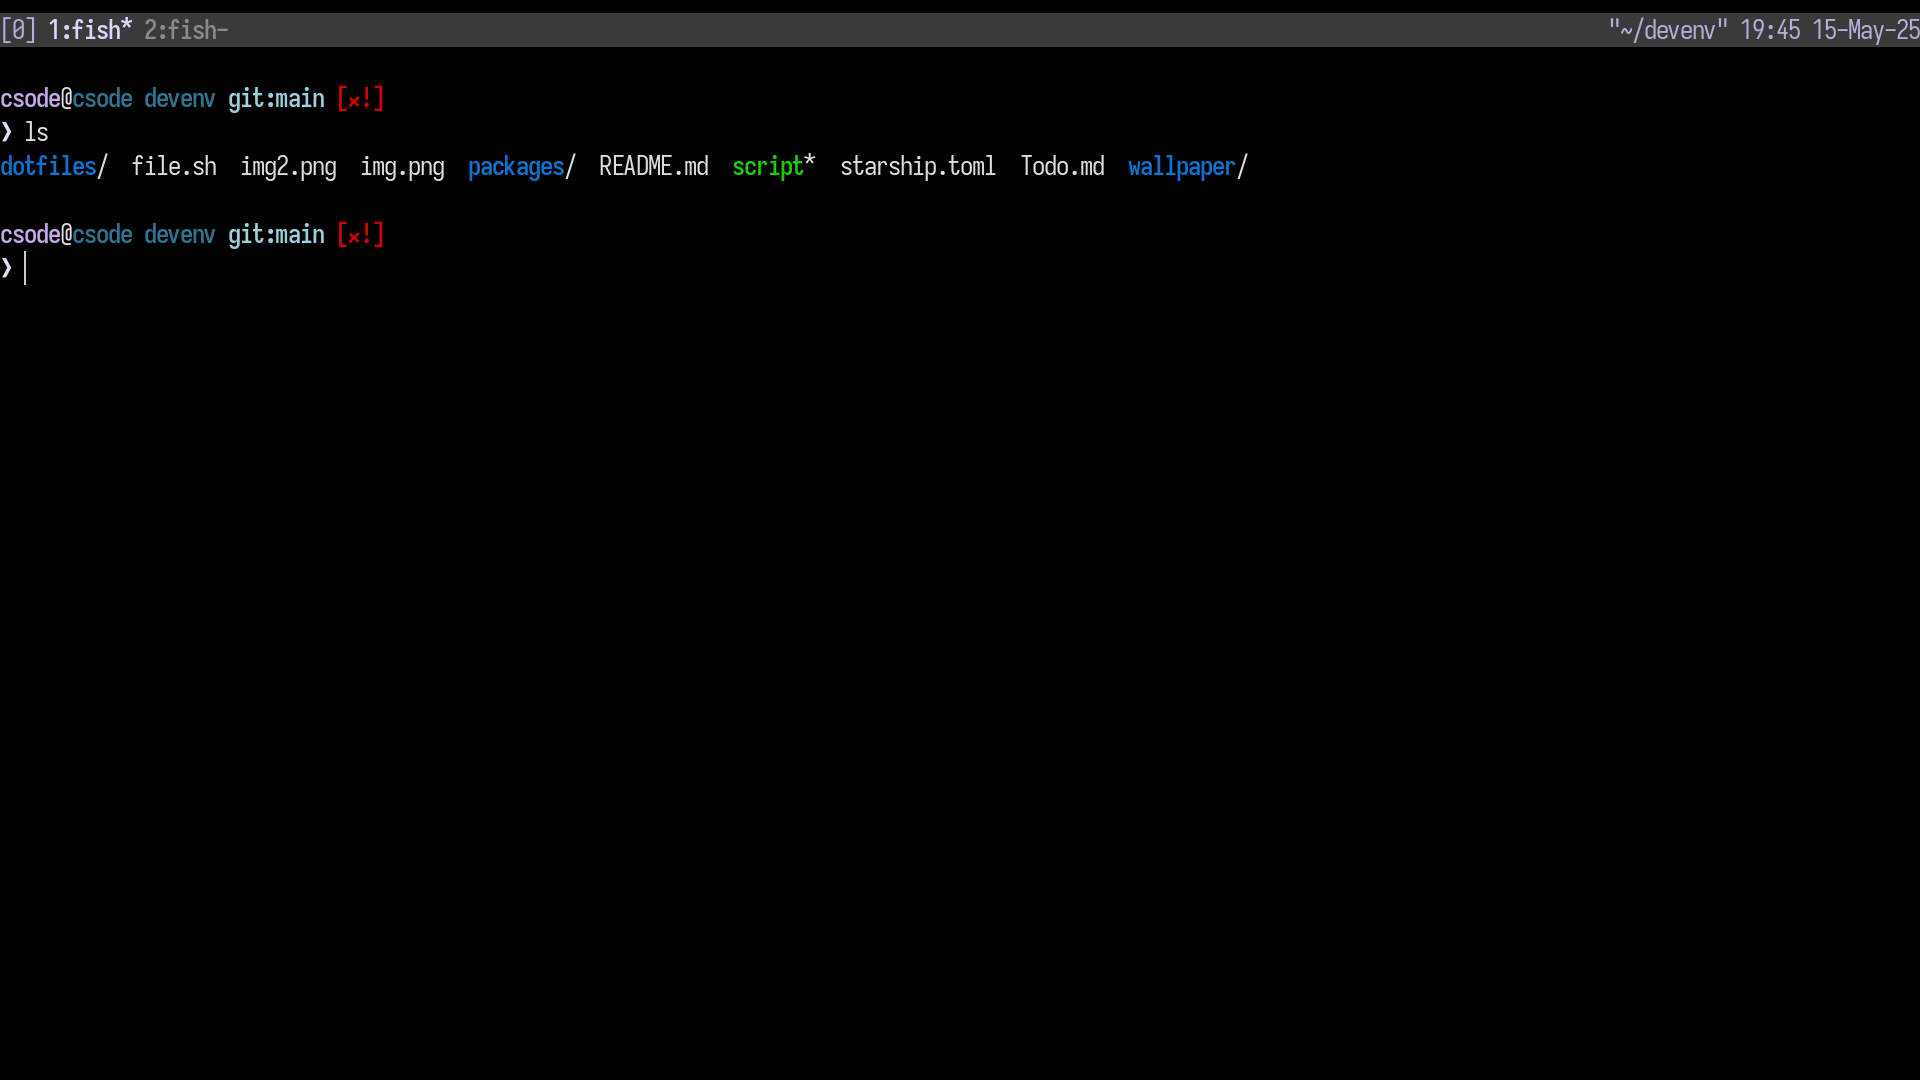 [0] 1:fish* 2:fish- "~/devenv" 19:45 15-May-25
csode@csode devenv git:main [×!]
❯ ls
dotfiles/ file.sh img2.png img.png packages/ README.md script* starship.toml Todo.md wallpaper/
csode@csode devenv git:main [×!]
❯